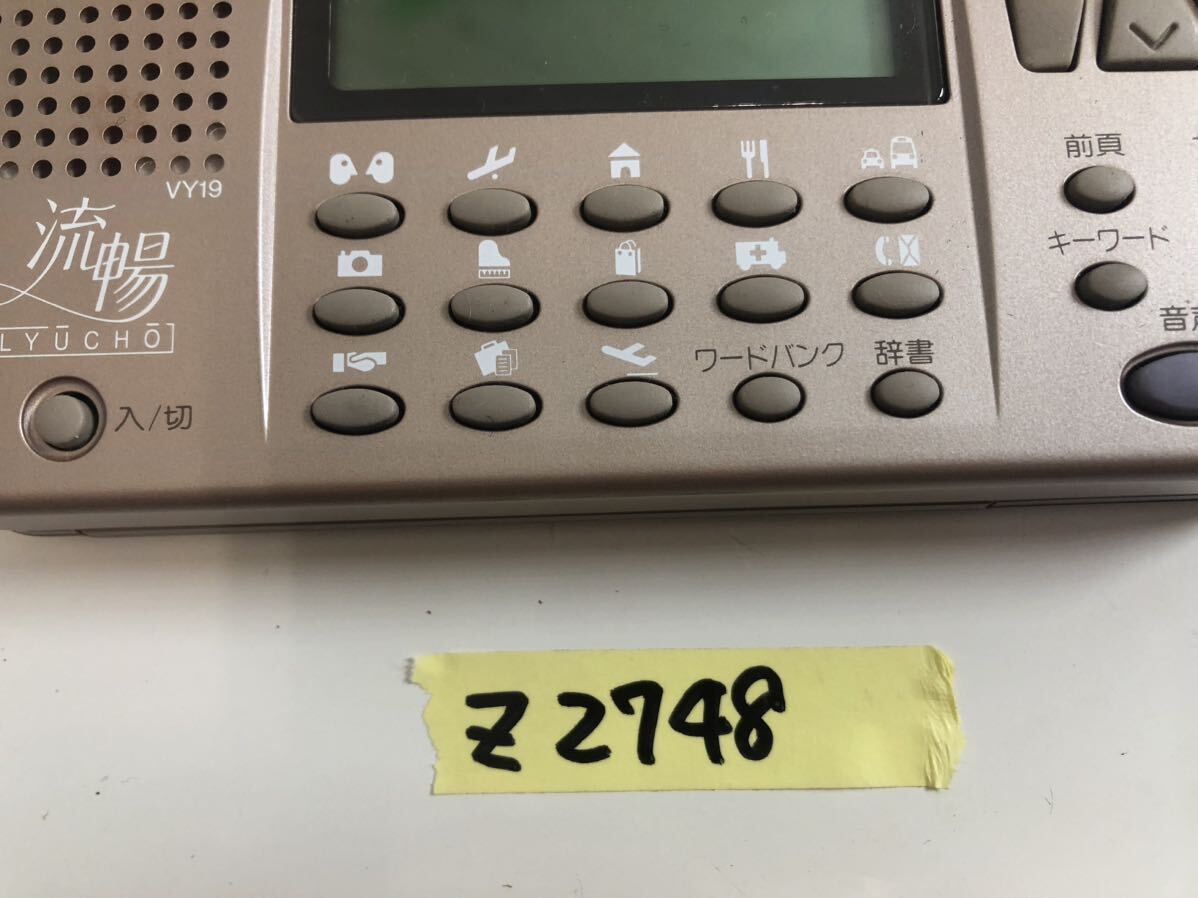 VY19
流暢
LYŪCHŌ
入/切
ワードバンク
辞書
前頁
キーワード
Z2748